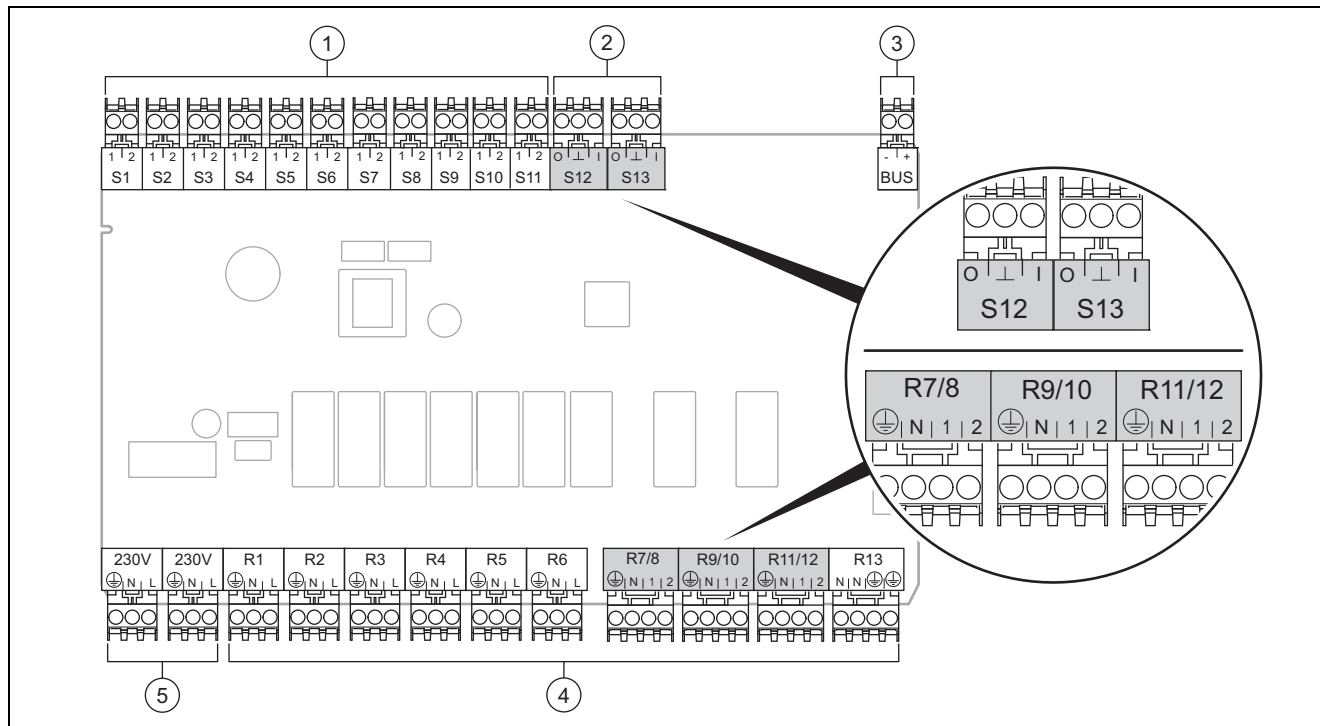 1 2 3
1 2 1 2 1 2 1 2 1 2 1 2 1 2 1 2 1 2 1 2 1 2 O ⊥ I O ⊥ I - +
S1 S2 S3 S4 S5 S6 S7 S8 S9 S10 S11 S12 S13 BUS
O ⊥ I O ⊥ I
S12 S13
R7/8 R9/10 R11/12
N 1 2 N 1 2 N 1 2
230V 230V R1 R2 R3 R4 R5 R6 R7/8 R9/10 R11/12 R13
N L N L N L N L N L N L N L N L N 1 2 N 1 2 N 1 2 N N
5 4